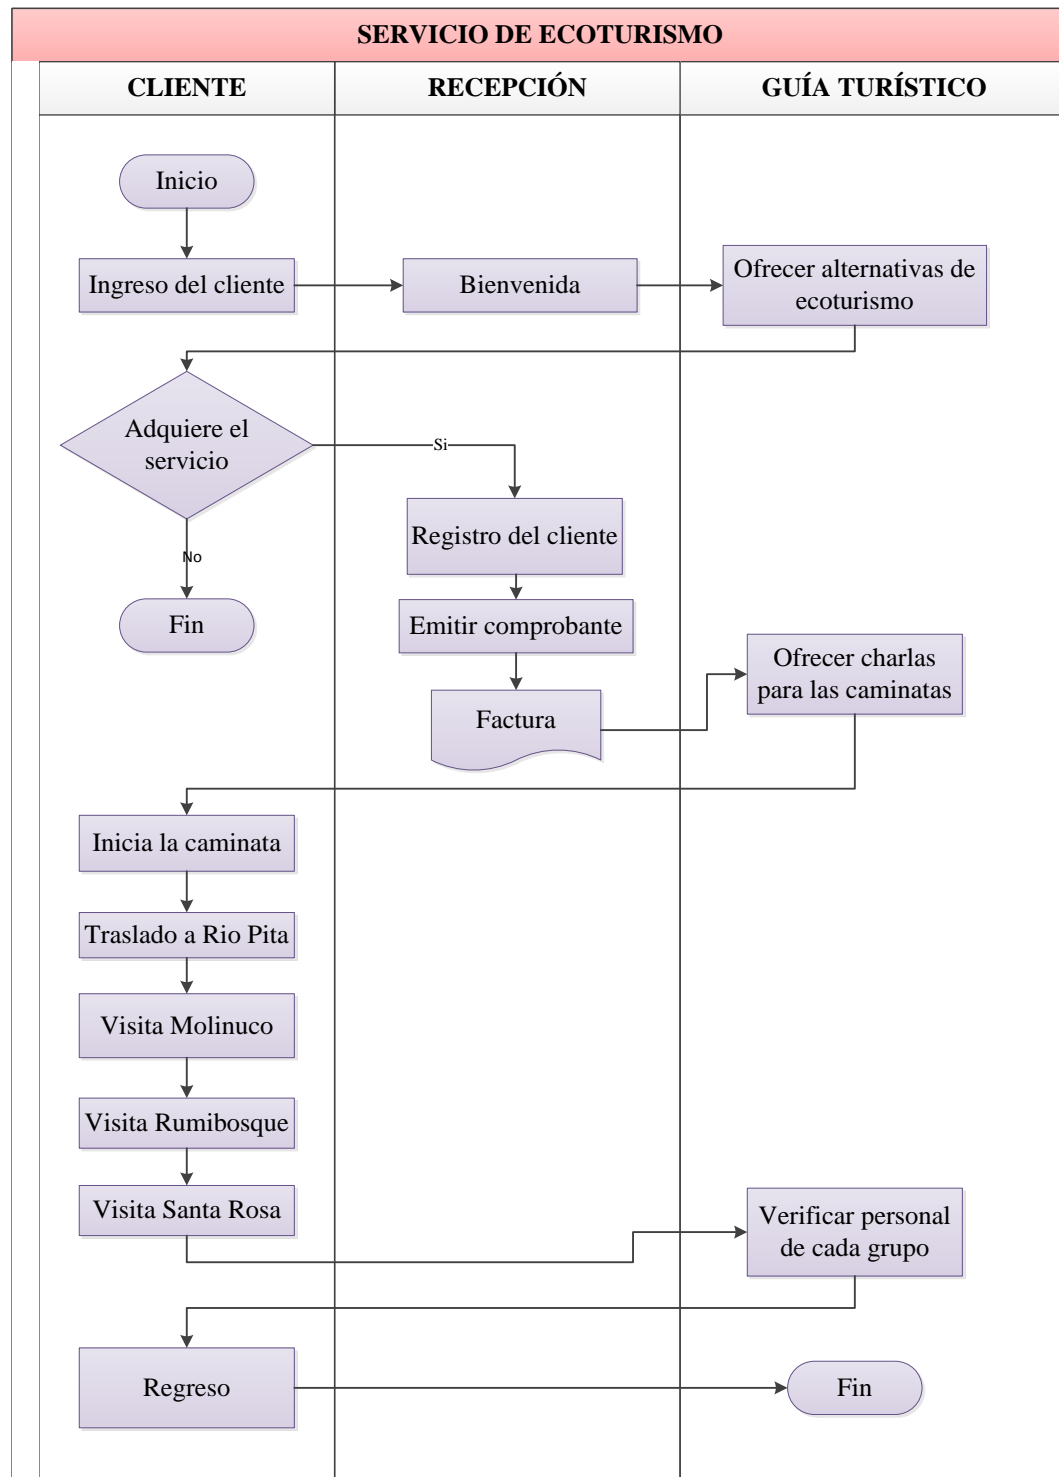 SERVICIO DE ECOTURISMO
CLIENTE
RECEPCIÓN
GUÍA TURÍSTICO
Inicio
Ingreso del cliente
Bienvenida
Ofrecer alternativas de
ecoturismo
Adquiere el
servicio
Si
No
Registro del cliente
Fin
Emitir comprobante
Factura
Ofrecer charlas
para las caminatas
Inicia la caminata
Traslado a Rio Pita
Visita Molinuco
Visita Rumibosque
Visita Santa Rosa
Verificar personal
de cada grupo
Regreso
Fin